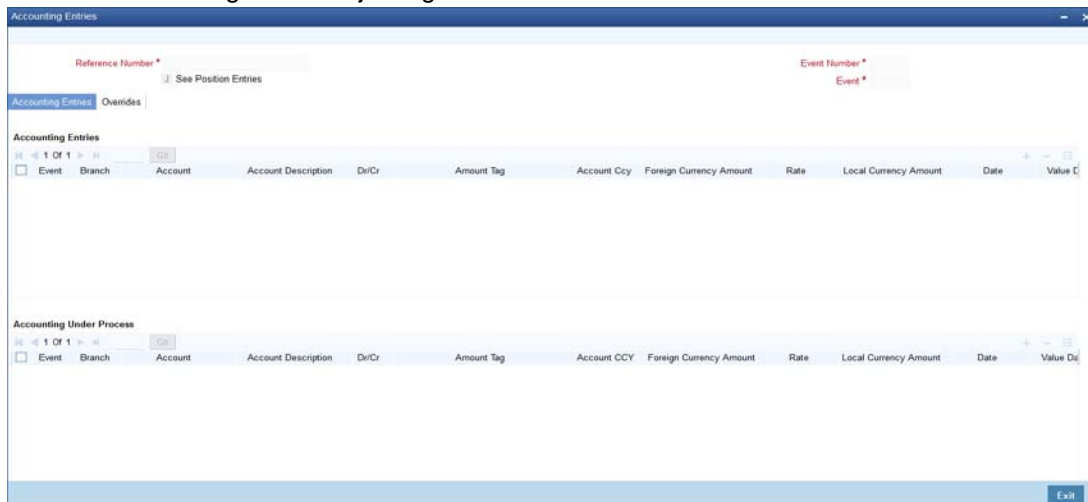 Accounting Entries
Reference Number *
Event Number *
See Position Entries
Event *
Accounting Entries Overrides
Accounting Entries
1 Of 1 Go
Event Branch Account Account Description Dr/Cr Amount Tag Account Ccy Foreign Currency Amount Rate Local Currency Amount Date Value D
Accounting Under Process
1 Of 1 Go
Event Branch Account Account Description Dr/Cr Amount Tag Account CCY Foreign Currency Amount Rate Local Currency Amount Date Value Da
Exit